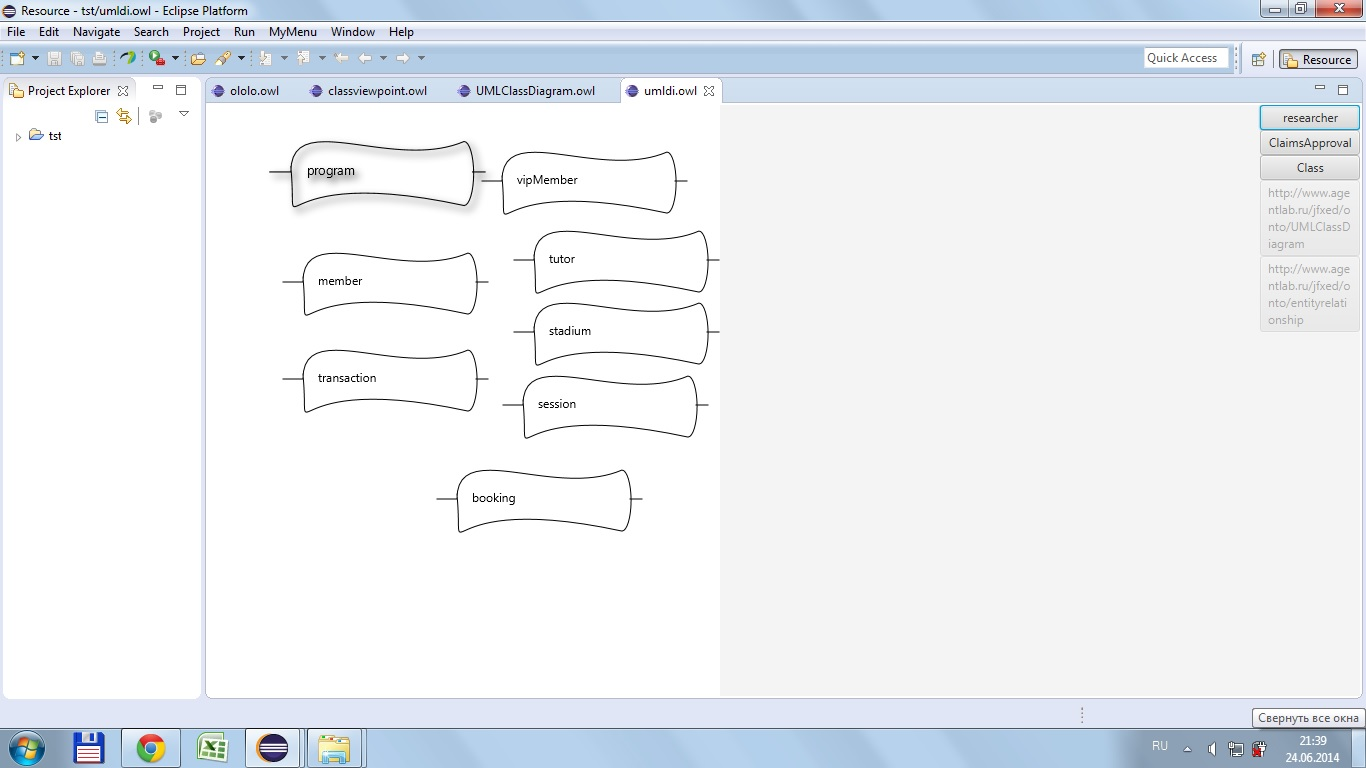 Resource - tst/umldi.owl - Eclipse Platform
File Edit Navigate Search Project Run MyMenu Window Help
Quick Access
Resource
Project Explorer
ololo.owl
classviewpoint.owl
UMLClassDiagram.owl
umldi.owl
tst
program
vipMember
tutor
member
stadium
transaction
session
booking
researcher
ClaimsApproval
Class
http://www.age
ntlab.ru/jfxed/o
nto/UMLClassD
iagram
http://www.age
ntlab.ru/jfxed/o
nto/entityrelati
onship
Свернуть все окна
RU
21:39
24.06.2014